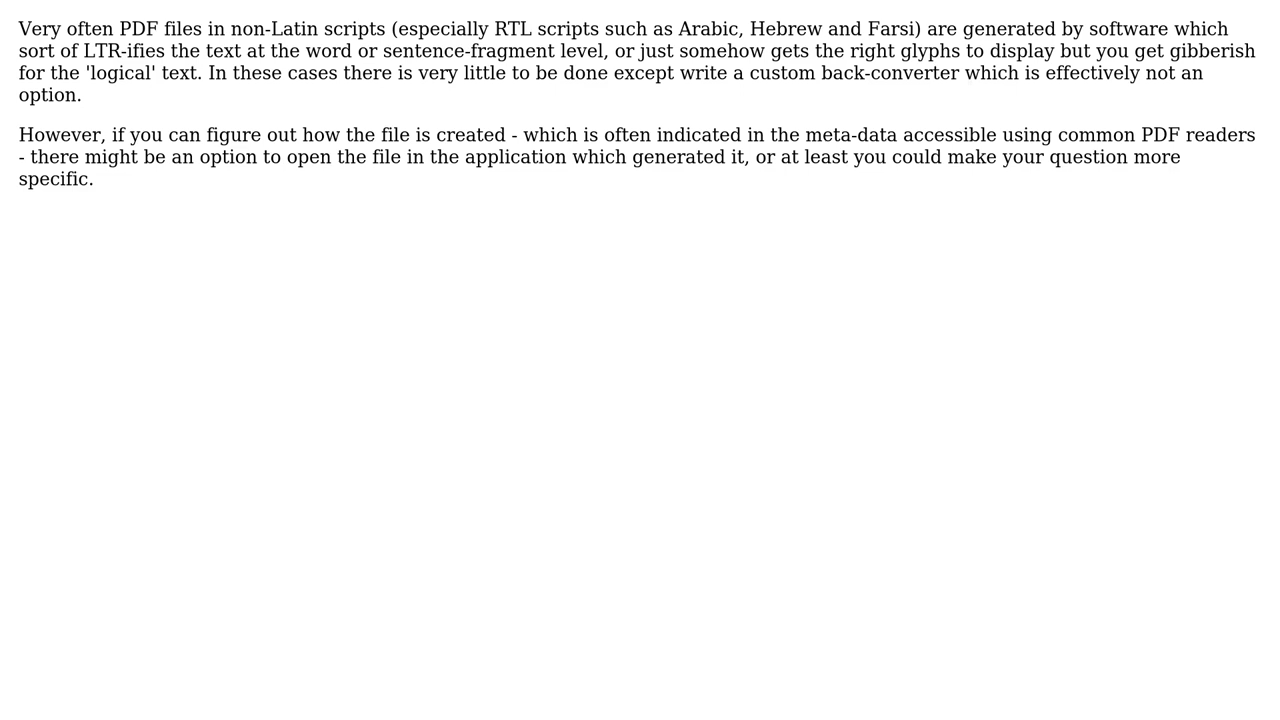 Very often PDF files in non-Latin scripts (especially RTL scripts such as Arabic, Hebrew and Farsi) are generated by software which
sort of LTR-ifies the text at the word or sentence-fragment level, or just somehow gets the right glyphs to display but you get gibberish
for the 'logical' text. In these cases there is very little to be done except write a custom back-converter which is effectively not an
option.
However, if you can figure out how the file is created - which is often indicated in the meta-data accessible using common PDF readers
- there might be an option to open the file in the application which generated it, or at least you could make your question more
specific.